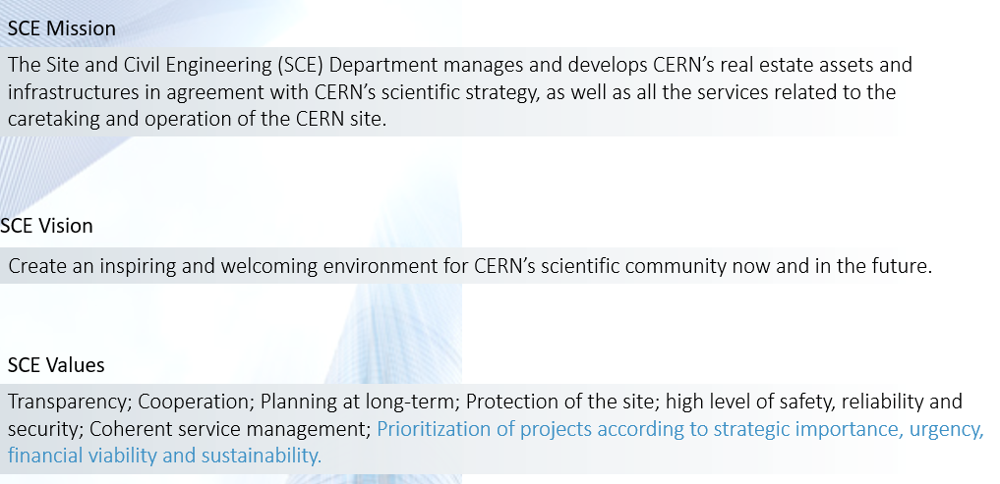 SCE Mission
The Site and Civil Engineering (SCE) Department manages and develops CERN’s real estate assets and
infrastructures in agreement with CERN’s scientific strategy, as well as all the services related to the
caretaking and operation of the CERN site.
SCE Vision
Create an inspiring and welcoming environment for CERN’s scientific community now and in the future.
SCE Values
Transparency; Cooperation; Planning at long-term; Protection of the site; high level of safety, reliability and
security; Coherent service management; Prioritization of projects according to strategic importance, urgency,
financial viability and sustainability.